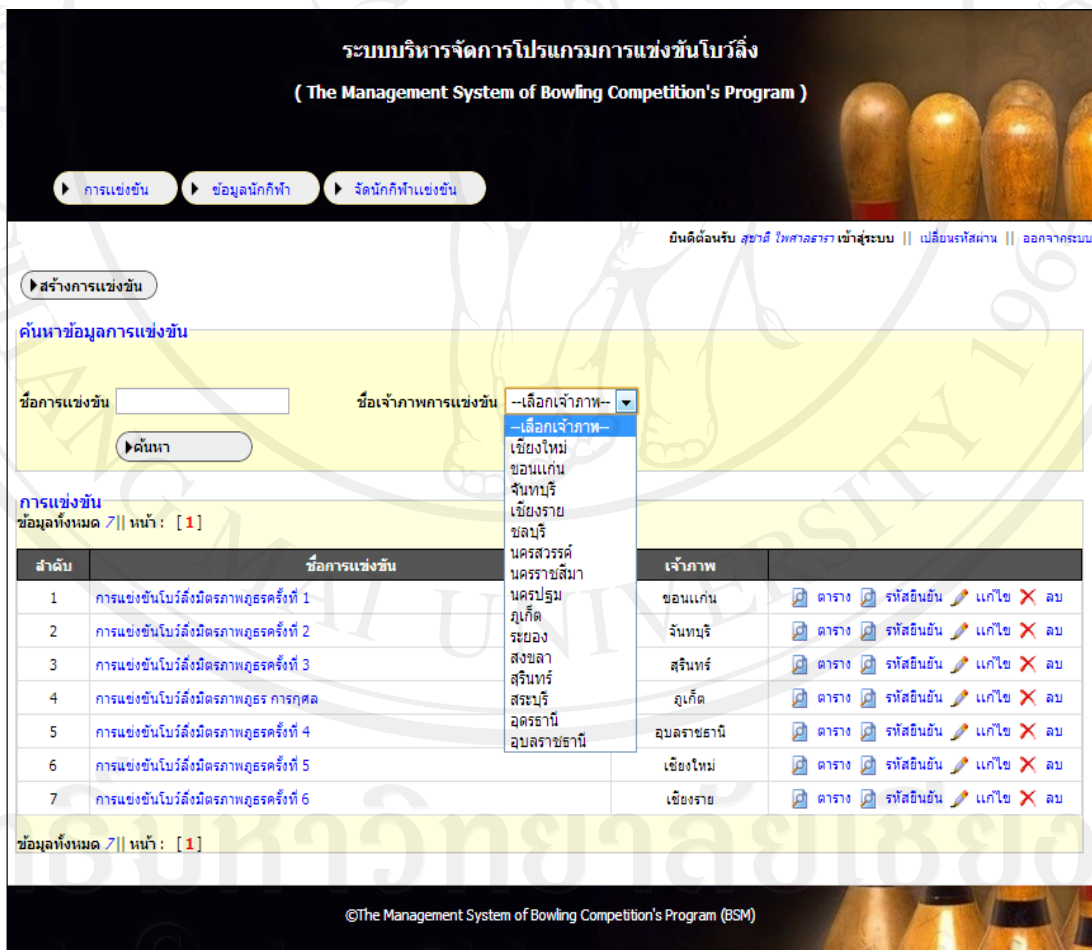 ระบบบริหารจัดการโปรแกรมการแข่งขันโบว์ลิ่ง
( The Management System of Bowling Competition's Program )
การแข่งขัน ข้อมูลนักกีฬา จัดนักกีฬาแข่งขัน
ยินดีต้อนรับ สุชาติ ไพศาลธารา เข้าสู่ระบบ || เปลี่ยนรหัสผ่าน || ออกจากระบบ
สร้างการแข่งขัน
ค้นหาข้อมูลการแข่งขัน
ชื่อการแข่งขัน ชื่อเจ้าภาพการแข่งขัน --เลือกเจ้าภาพ--
ค้นหา
--เลือกเจ้าภาพ--
เชียงใหม่
ขอนแก่น
จันทบุรี
เชียงราย
ชลบุรี
นครสวรรค์
นครราชสีมา
นครปฐม
ภูเก็ต
ระยอง
สงขลา
สุรินทร์
สระบุรี
อุดรธานี
อุบลราชธานี
การแข่งขัน
ข้อมูลทั้งหมด 7|| หน้า : [1]
ลำดับ ชื่อการแข่งขัน เจ้าภาพ
1 การแข่งขันโบว์ลิ่งมิตรภาพภูธรครั้งที่ 1 ขอนแก่น ตาราง รหัสยืนยัน แก้ไข ลบ
2 การแข่งขันโบว์ลิ่งมิตรภาพภูธรครั้งที่ 2 จันทบุรี ตาราง รหัสยืนยัน แก้ไข ลบ
3 การแข่งขันโบว์ลิ่งมิตรภาพภูธรครั้งที่ 3 สุรินทร์ ตาราง รหัสยืนยัน แก้ไข ลบ
4 การแข่งขันโบว์ลิ่งมิตรภาพภูธร การกุศล ภูเก็ต ตาราง รหัสยืนยัน แก้ไข ลบ
5 การแข่งขันโบว์ลิ่งมิตรภาพภูธรครั้งที่ 4 อุบลราชธานี ตาราง รหัสยืนยัน แก้ไข ลบ
6 การแข่งขันโบว์ลิ่งมิตรภาพภูธรครั้งที่ 5 เชียงใหม่ ตาราง รหัสยืนยัน แก้ไข ลบ
7 การแข่งขันโบว์ลิ่งมิตรภาพภูธรครั้งที่ 6 เชียงราย ตาราง รหัสยืนยัน แก้ไข ลบ
ข้อมูลทั้งหมด 7|| หน้า : [1]
©The Management System of Bowling Competition's Program (BSM)